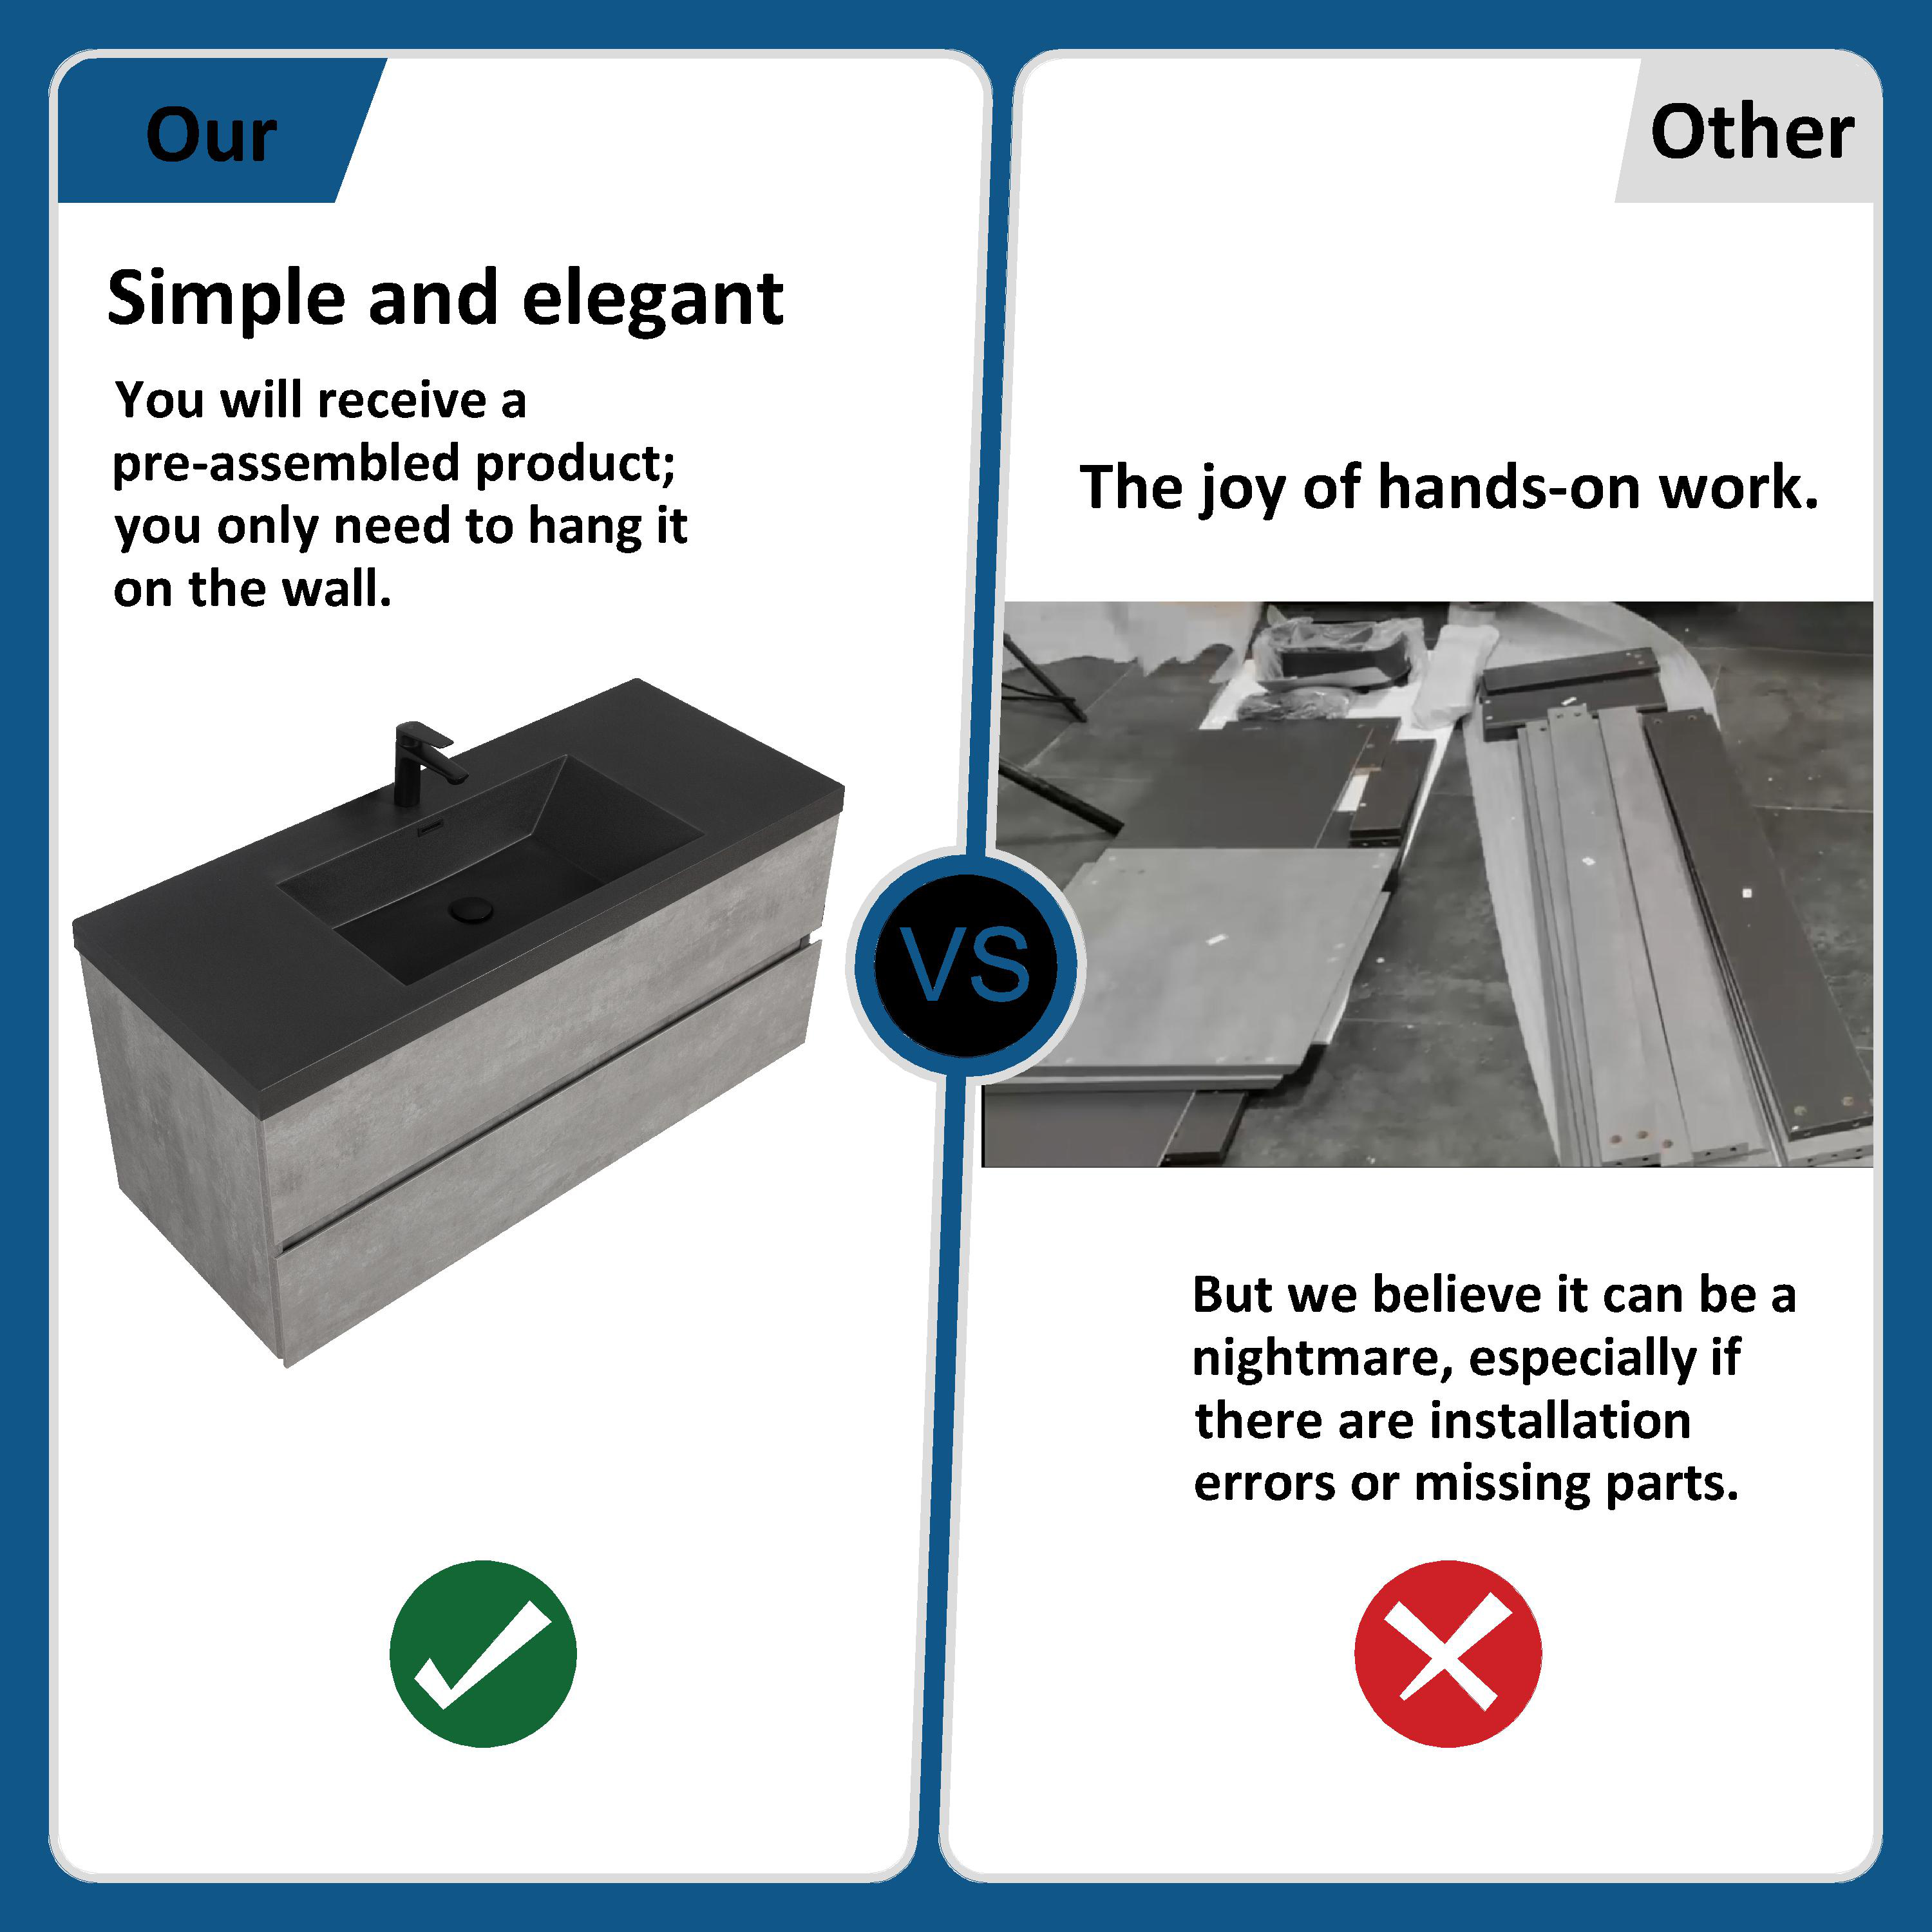 Our
Simple and elegant
You will receive a
pre-assembled product;
you only need to hang it
on the wall.
VS
Other
The joy of hands-on work.
But we believe it can be a
nightmare, especially if
there are installation
errors or missing parts.